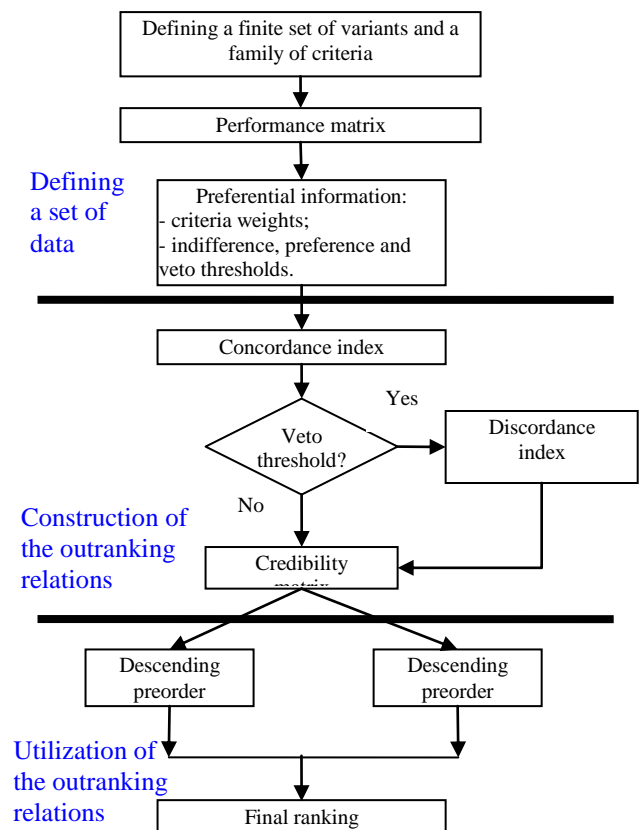 Defining a finite set of variants and a
family of criteria
Performance matrix
Defining
a set of
data
Preferential information:
- criteria weights;
- indifference, preference and
veto thresholds.
Concordance index
Yes
Veto
threshold?
Discordance
index
No
Construction of
the outranking
relations
Credibility
matrix
Descending
preorder
Descending
preorder
Utilization of
the outranking
relations
Final ranking